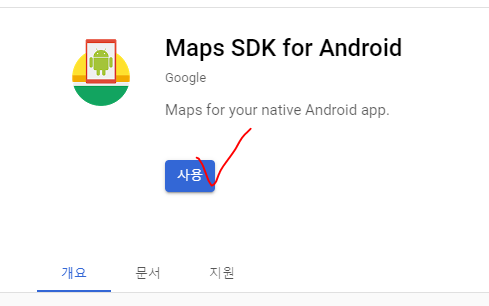 Maps SDK for Android
Google
Maps for your native Android app.
사용
개요 문서 지원